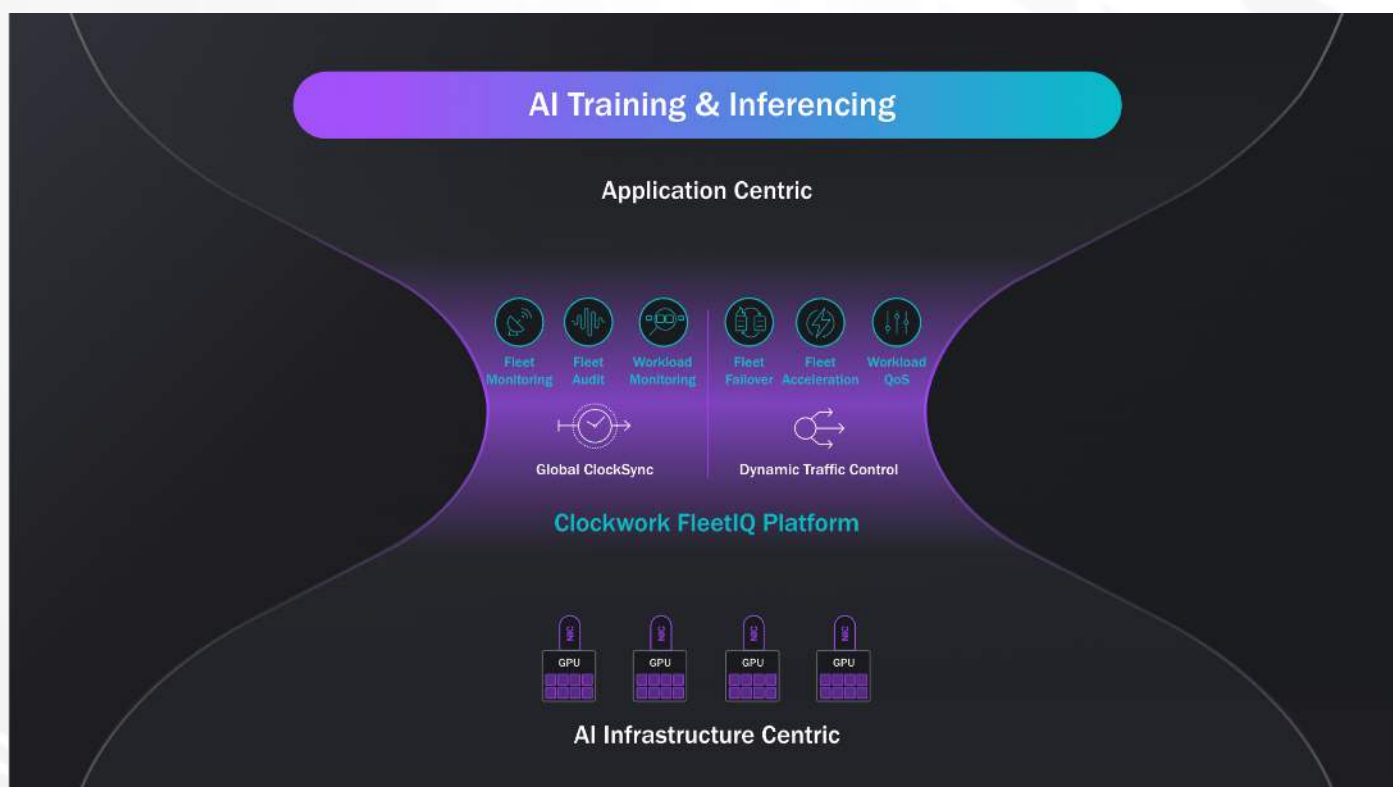 AI Training & Inferencing
Application Centric
Fleet Monitoring
Fleet Audit
Workload Monitoring
Fleet Failover
Fleet Acceleration
Workload QoS
Global ClockSync
Dynamic Traffic Control
Clockwork FleetIQ Platform
NIC
NIC
NIC
NIC
GPU
GPU
GPU
GPU
AI Infrastructure Centric